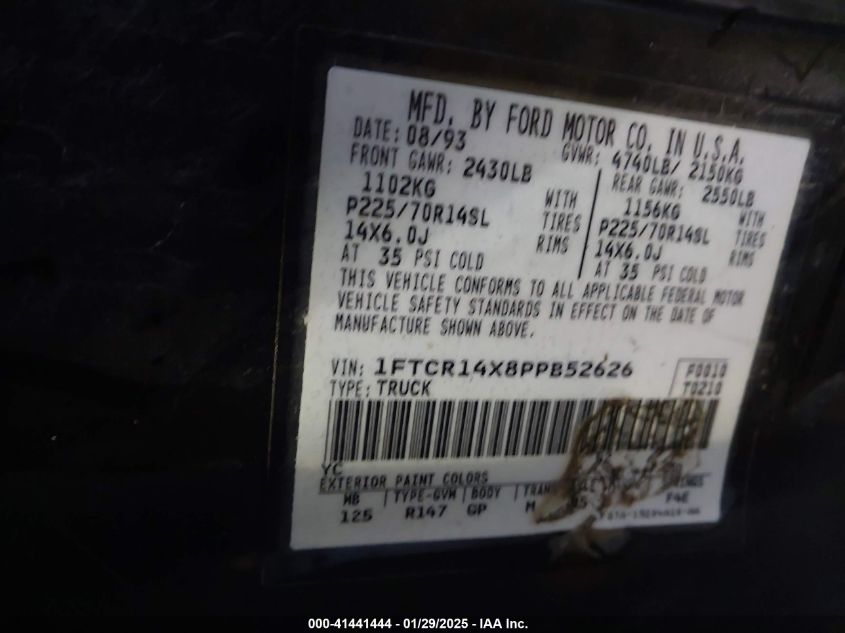 MFD. BY FORD MOTOR CO. IN U.S.A.
DATE: 08/93 GVWR: 4740LB/ 2150KG
FRONT GAWR: 2430LB REAR GAWR: 2550LB
1102KG WITH 1156KG WITH
P225/70R14SL TIRES P225/70R14SL TIRES
14X6.0J RIMS 14X6.0J RIMS
AT 35 PSI COLD AT 35 PSI COLD
THIS VEHICLE CONFORMS TO ALL APPLICABLE FEDERAL MOTOR
VEHICLE SAFETY STANDARDS IN EFFECT ON THE DATE OF
MANUFACTURE SHOWN ABOVE.
VIN: 1FTCR14X8PPB52626 F0010
TYPE: TRUCK T0210
YC
EXTERIOR PAINT COLORS
WB TYPE-GVW BODY
125 R147 GP M F4E
000-41441444 — 01/29/2025 — IAA Inc.